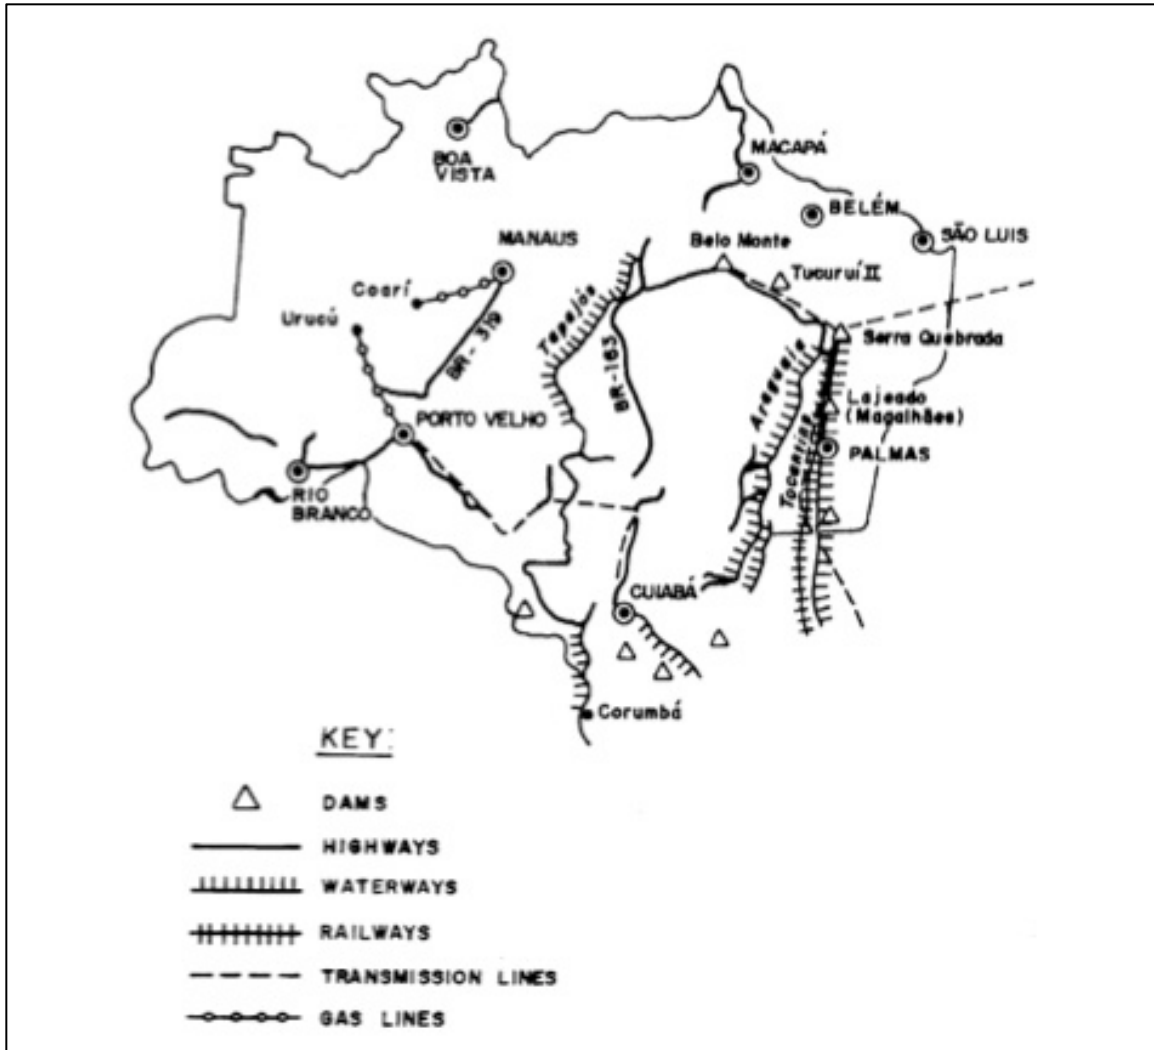 BOA
VISTA
MACAPÁ
BELÉM
SÃO LUIS
MANAUS
Belo Monte
Tucuruí II
Coarí
Urucú
Tapajós
BR-319
BR-163
Serra Quebrada
Araguaia
Lajeado
(Magalhães)
Tocantins
PORTO VELHO
PALMAS
RIO
BRANCO
CUIABÁ
Corumbá
KEY:
DAMS
HIGHWAYS
WATERWAYS
RAILWAYS
TRANSMISSION LINES
GAS LINES